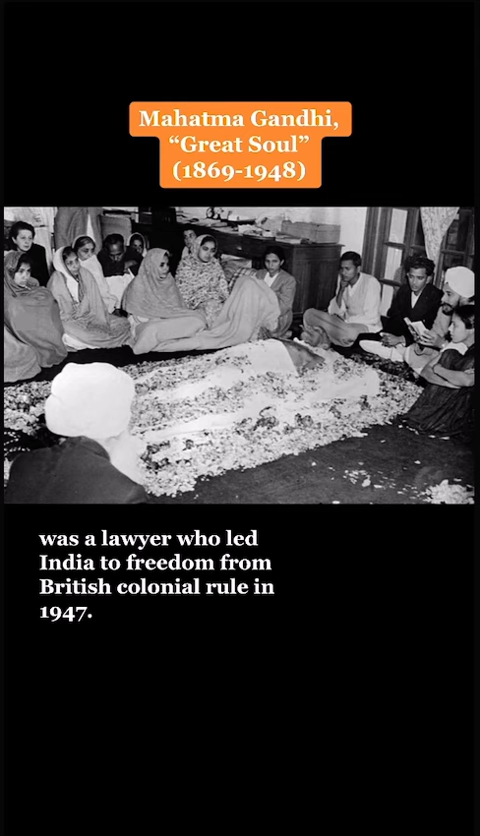 Mahatma Gandhi,
“Great Soul”
(1869-1948)
was a lawyer who led
India to freedom from
British colonial rule in
1947.